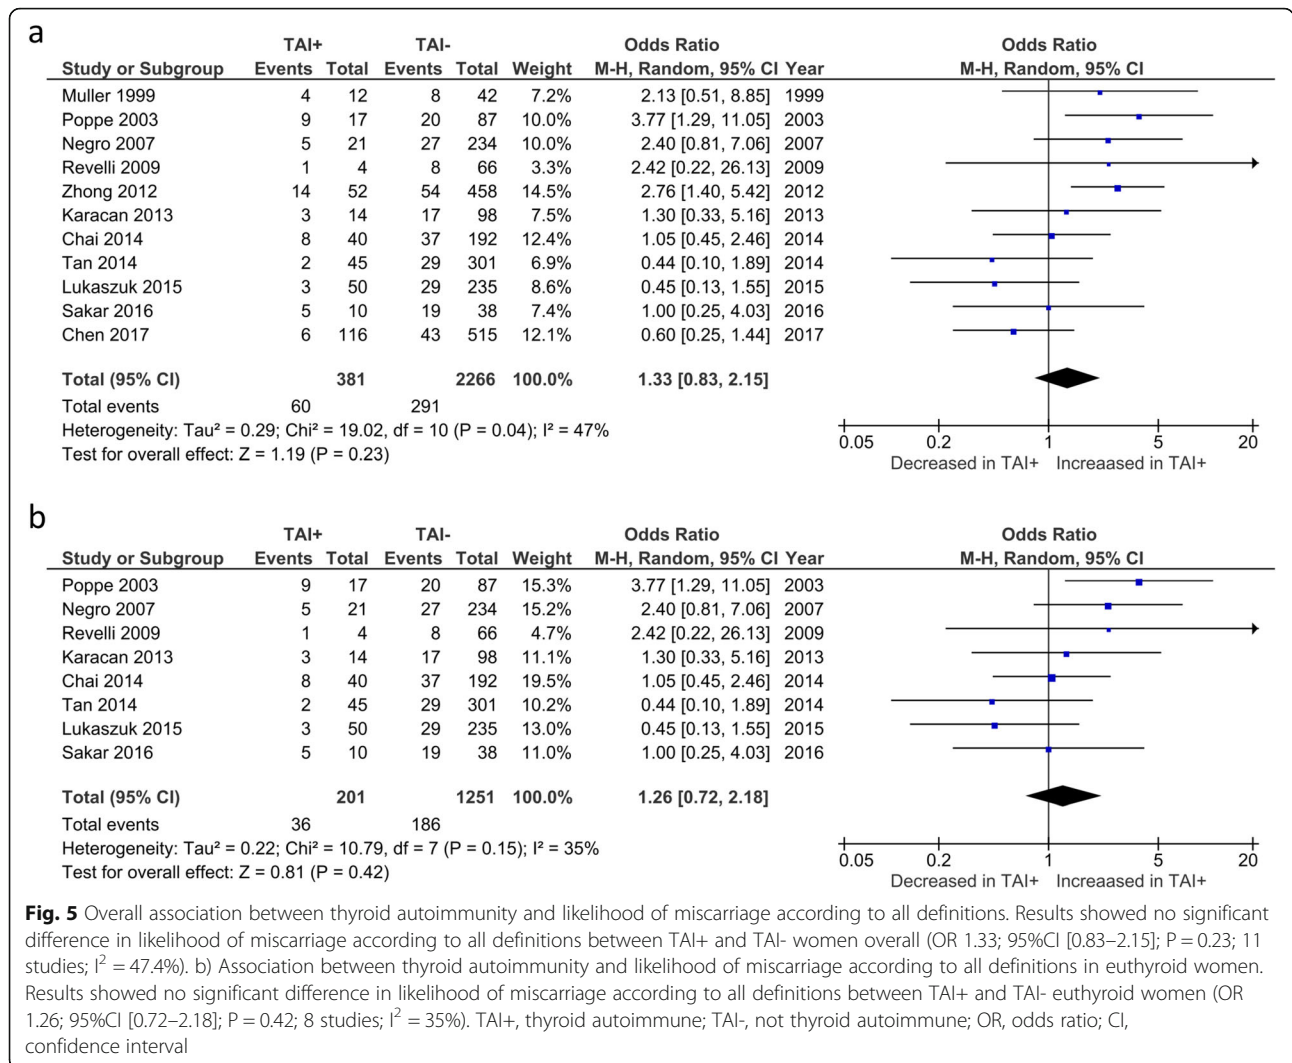 a
TAI+ TAI- Odds Ratio Odds Ratio
Study or Subgroup Events Total Events Total Weight M-H, Random, 95% CI Year M-H, Random, 95% CI
Muller 1999 4 12 8 42 7.2% 2.13 [0.51, 8.85] 1999
Poppe 2003 9 17 20 87 10.0% 3.77 [1.29, 11.05] 2003
Negro 2007 5 21 27 234 10.0% 2.40 [0.81, 7.06] 2007
Revelli 2009 1 4 8 66 3.3% 2.42 [0.22, 26.13] 2009
Zhong 2012 14 52 54 458 14.5% 2.76 [1.40, 5.42] 2012
Karacan 2013 3 14 17 98 7.5% 1.30 [0.33, 5.16] 2013
Chai 2014 8 40 37 192 12.4% 1.05 [0.45, 2.46] 2014
Tan 2014 2 45 29 301 6.9% 0.44 [0.10, 1.89] 2014
Lukaszuk 2015 3 50 29 235 8.6% 0.45 [0.13, 1.55] 2015
Sakar 2016 5 10 19 38 7.4% 1.00 [0.25, 4.03] 2016
Chen 2017 6 116 43 515 12.1% 0.60 [0.25, 1.44] 2017
Total (95% CI) 381 2266 100.0% 1.33 [0.83, 2.15]
Total events 60 291
Heterogeneity: Tau² = 0.29; Chi² = 19.02, df = 10 (P = 0.04); I² = 47%
Test for overall effect: Z = 1.19 (P = 0.23)
0.05 0.2 1 5 20
Decreased in TAI+ Increaased in TAI+
b
TAI+ TAI- Odds Ratio Odds Ratio
Study or Subgroup Events Total Events Total Weight M-H, Random, 95% CI Year M-H, Random, 95% CI
Poppe 2003 9 17 20 87 15.3% 3.77 [1.29, 11.05] 2003
Negro 2007 5 21 27 234 15.2% 2.40 [0.81, 7.06] 2007
Revelli 2009 1 4 8 66 4.7% 2.42 [0.22, 26.13] 2009
Karacan 2013 3 14 17 98 11.1% 1.30 [0.33, 5.16] 2013
Chai 2014 8 40 37 192 19.5% 1.05 [0.45, 2.46] 2014
Tan 2014 2 45 29 301 10.2% 0.44 [0.10, 1.89] 2014
Lukaszuk 2015 3 50 29 235 13.0% 0.45 [0.13, 1.55] 2015
Sakar 2016 5 10 19 38 11.0% 1.00 [0.25, 4.03] 2016
Total (95% CI) 201 1251 100.0% 1.26 [0.72, 2.18]
Total events 36 186
Heterogeneity: Tau² = 0.22; Chi² = 10.79, df = 7 (P = 0.15); I² = 35%
Test for overall effect: Z = 0.81 (P = 0.42)
0.05 0.2 1 5 20
Decreased in TAI+ Increaased in TAI+
Fig. 5 Overall association between thyroid autoimmunity and likelihood of miscarriage according to all definitions. Results showed no significant
difference in likelihood of miscarriage according to all definitions between TAI+ and TAI- women overall (OR 1.33; 95%CI [0.83–2.15]; P = 0.23; 11
studies; I² = 47.4%). b) Association between thyroid autoimmunity and likelihood of miscarriage according to all definitions in euthyroid women.
Results showed no significant difference in likelihood of miscarriage according to all definitions between TAI+ and TAI- euthyroid women (OR
1.26; 95%CI [0.72–2.18]; P = 0.42; 8 studies; I² = 35%). TAI+, thyroid autoimmune; TAI-, not thyroid autoimmune; OR, odds ratio; CI,
confidence interval